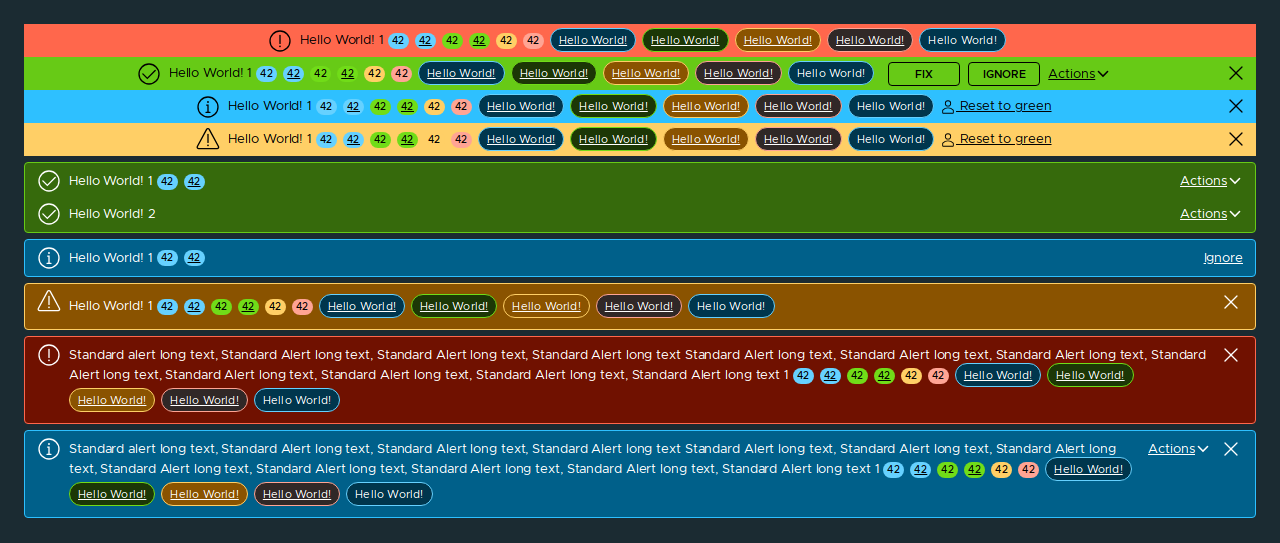 Hello World! 1 42 42 42 42 42 42 Hello World! Hello World! Hello World! Hello World! Hello World!
Hello World! 1 42 42 42 42 42 42 Hello World! Hello World! Hello World! Hello World! Hello World! FIX IGNORE Actions
Hello World! 1 42 42 42 42 42 42 Hello World! Hello World! Hello World! Hello World! Hello World! Reset to green
Hello World! 1 42 42 42 42 42 42 Hello World! Hello World! Hello World! Hello World! Hello World! Reset to green
Hello World! 1 42 42 Actions
Hello World! 2 Actions
Hello World! 1 42 42 Ignore
Hello World! 1 42 42 42 42 42 42 Hello World! Hello World! Hello World! Hello World! Hello World!
Standard alert long text, Standard Alert long text, Standard Alert long text, Standard Alert long text Standard Alert long text, Standard Alert long text, Standard Alert long text, Standard
Alert long text, Standard Alert long text, Standard Alert long text, Standard Alert long text, Standard Alert long text 1 42 42 42 42 42 42 Hello World! Hello World!
Hello World! Hello World! Hello World!
Standard alert long text, Standard Alert long text, Standard Alert long text, Standard Alert long text Standard Alert long text, Standard Alert long text, Standard Alert long Actions
text, Standard Alert long text, Standard Alert long text, Standard Alert long text, Standard Alert long text, Standard Alert long text 1 42 42 42 42 42 42 Hello World!
Hello World! Hello World! Hello World! Hello World!